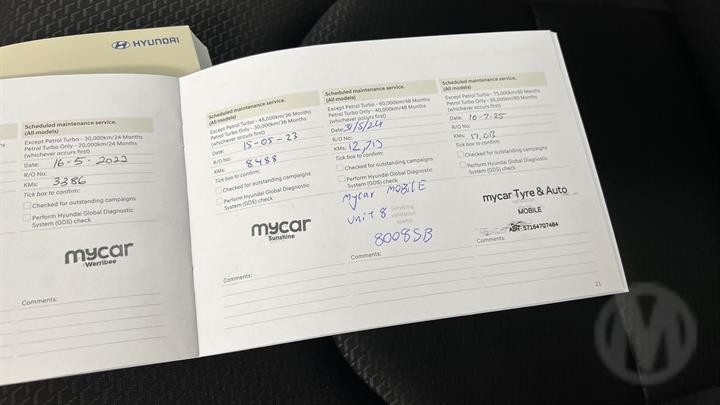 HYUNDAI
Scheduled maintenance service.
(All models)
Except Petrol Turbo - 30,000km/24 Months
Petrol Turbo Only - 20,000km/24 Months
(whichever occurs first)
Date: 16-5-2022
R/O No:
KMs: 3386
Tick box to confirm:
Checked for outstanding campaigns
Perform Hyundai Global Diagnostic
System (GDS) check.
mycar
Werribee
Comments:
Scheduled maintenance service.
(All models)
Except Petrol Turbo - 45,000km/36 Months
Petrol Turbo Only - 30,000km/36 Months
(whichever occurs first)
Date: 15-05-23
R/O No:
KMs: 8488
Tick box to confirm:
Checked for outstanding campaigns
Perform Hyundai Global Diagnostic
System (GDS) check.
mycar
Sunshine
Comments:
Scheduled maintenance service.
(All models)
Except Petrol Turbo - 60,000km/48 Months
Petrol Turbo Only - 40,000km/48 Months
(whichever occurs first)
Date: 31/5/24
R/O No:
KMs: 12,713
Tick box to confirm:
Checked for outstanding campaigns
Perform Hyundai Global Diagnostic
System (GDS) check.
Mycar MOBILE
Unit 8
Servicing
validation
stamp
8008SB
Comments:
Scheduled maintenance service.
(All models)
Except Petrol Turbo - 75,000km/60 Months
Petrol Turbo Only - 50,000km/60 Months
(whichever occurs first)
Date: 10-7-25
R/O No:
KMs: 17,013
Tick box to confirm:
Checked for outstanding campaigns
Perform Hyundai Global Diagnostic
System (GDS) check.
mycar Tyre & Auto
MOBILE
ABN: 57164707484
Comments:
21
M